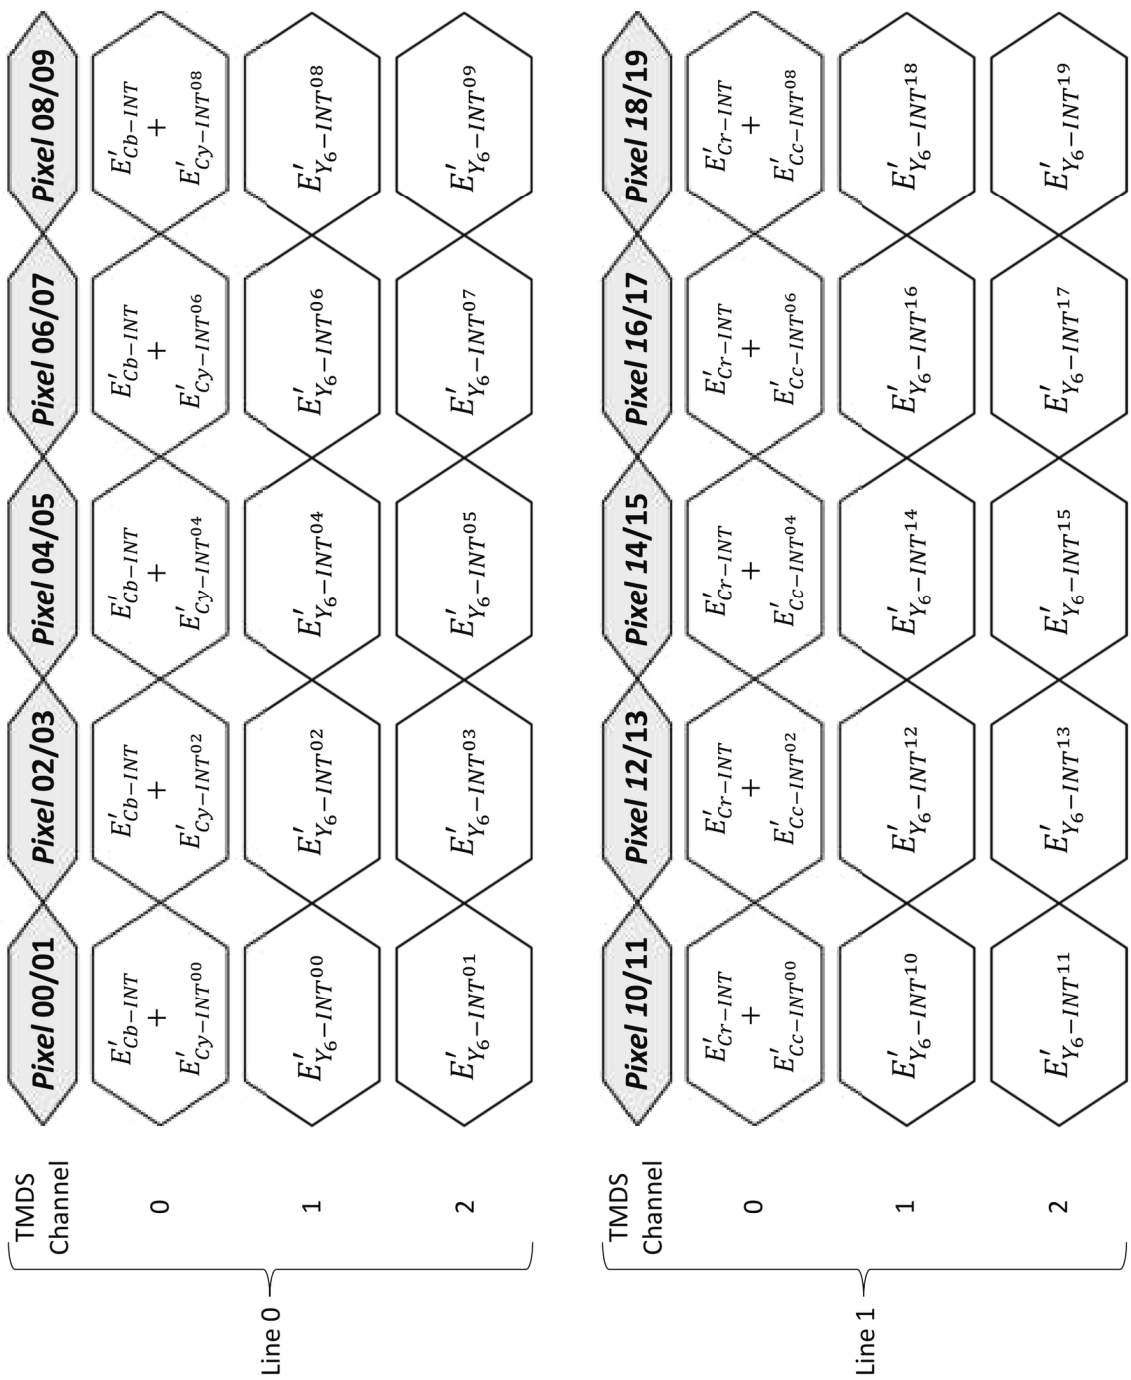 Line 0
TMDS Channel
Pixel 00/01 Pixel 02/03 Pixel 04/05 Pixel 06/07 Pixel 08/09
0
E′Cb−INT + E′Cy−INT⁰⁰ E′Cb−INT + E′Cy−INT⁰² E′Cb−INT + E′Cy−INT⁰⁴ E′Cb−INT + E′Cy−INT⁰⁶ E′Cb−INT + E′Cy−INT⁰⁸
1
E′Y₆−INT⁰⁰ E′Y₆−INT⁰² E′Y₆−INT⁰⁴ E′Y₆−INT⁰⁶ E′Y₆−INT⁰⁸
2
E′Y₆−INT⁰¹ E′Y₆−INT⁰³ E′Y₆−INT⁰⁵ E′Y₆−INT⁰⁷ E′Y₆−INT⁰⁹
Line 1
TMDS Channel
Pixel 10/11 Pixel 12/13 Pixel 14/15 Pixel 16/17 Pixel 18/19
0
E′Cr−INT + E′Cc−INT⁰⁰ E′Cr−INT + E′Cc−INT⁰² E′Cr−INT + E′Cc−INT⁰⁴ E′Cr−INT + E′Cc−INT⁰⁶ E′Cr−INT + E′Cc−INT⁰⁸
1
E′Y₆−INT¹⁰ E′Y₆−INT¹² E′Y₆−INT¹⁴ E′Y₆−INT¹⁶ E′Y₆−INT¹⁸
2
E′Y₆−INT¹¹ E′Y₆−INT¹³ E′Y₆−INT¹⁵ E′Y₆−INT¹⁷ E′Y₆−INT¹⁹